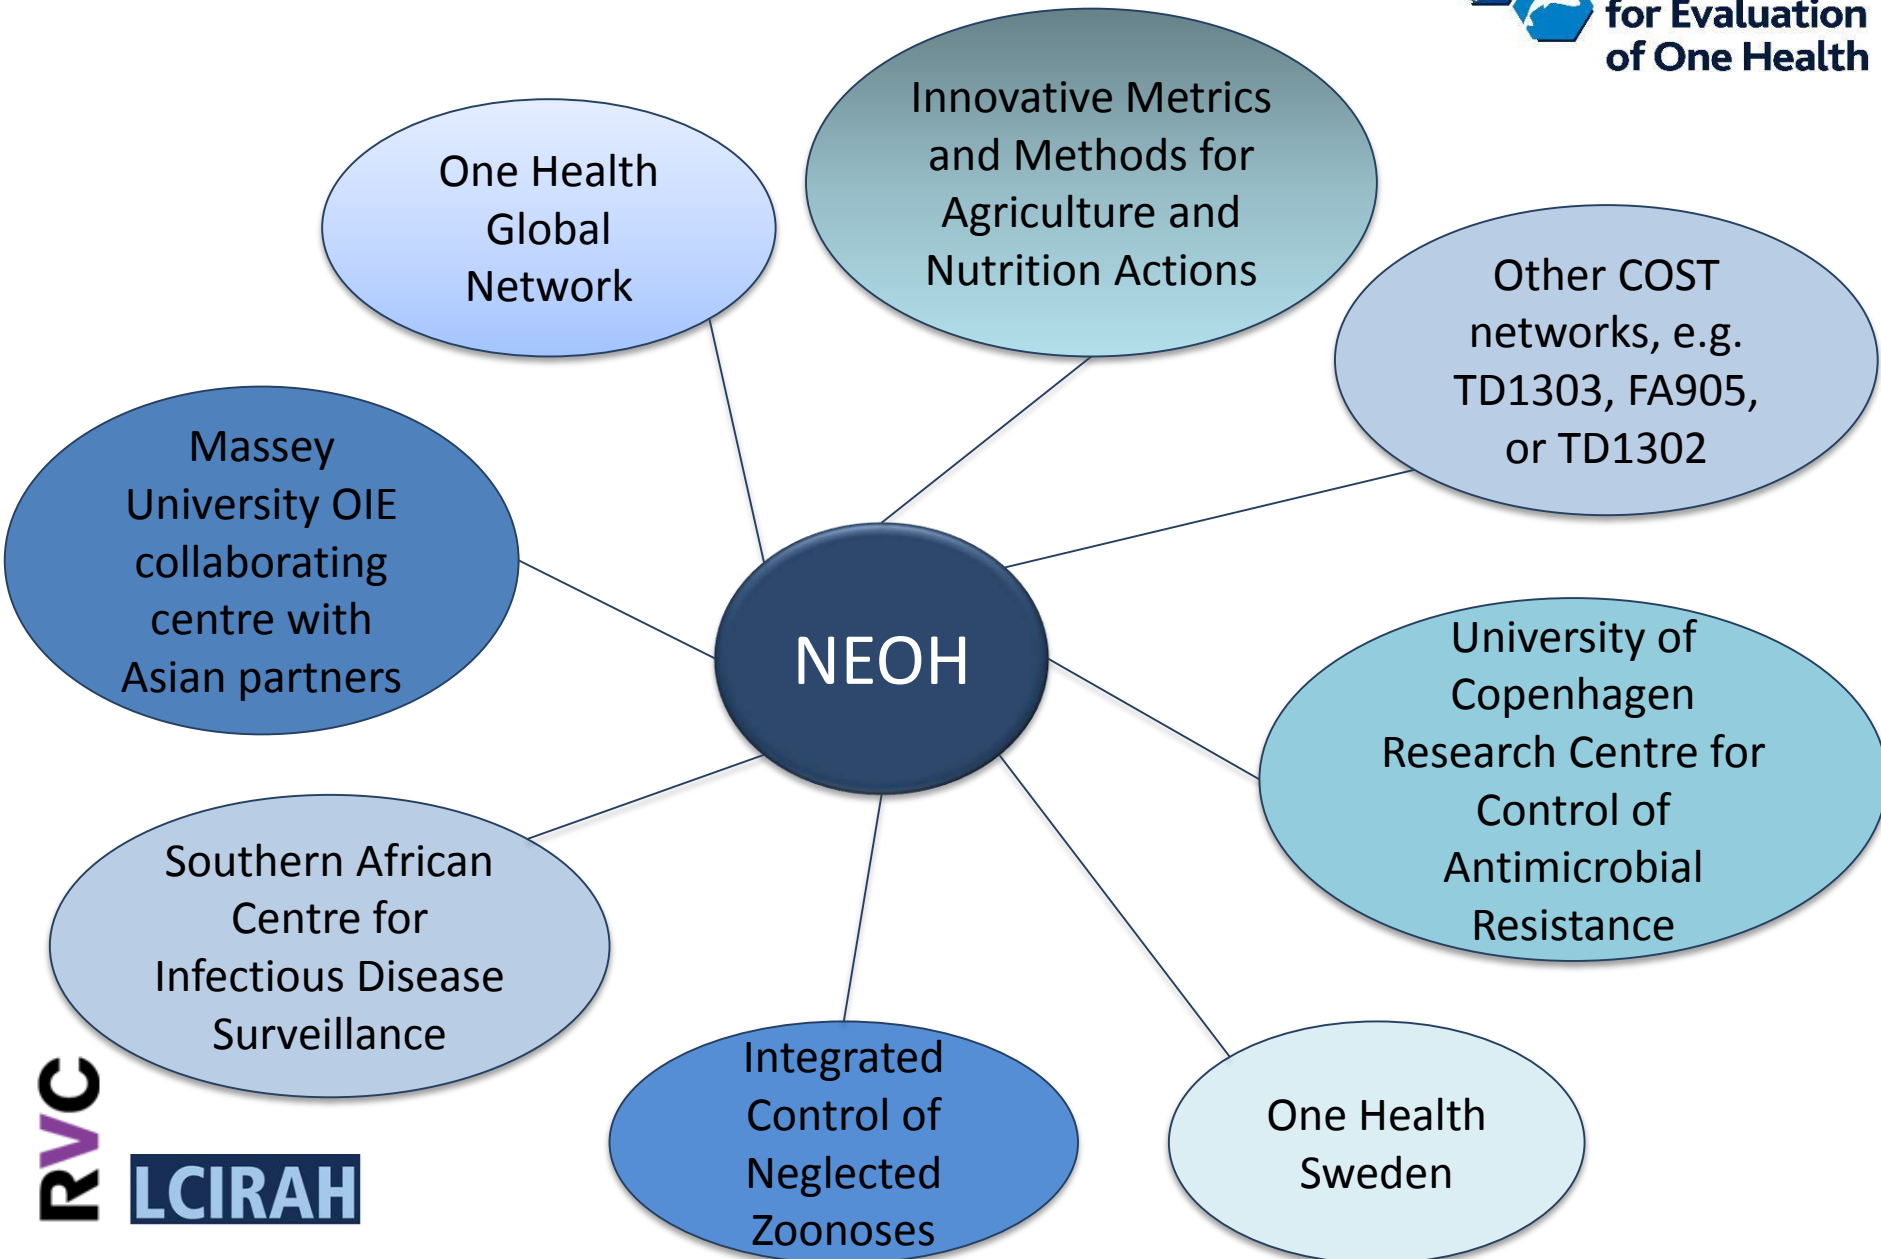 for Evaluation
of One Health
Innovative Metrics
and Methods for
Agriculture and
Nutrition Actions
One Health
Global
Network
Other COST
networks, e.g.
TD1303, FA905,
or TD1302
Massey
University OIE
collaborating
centre with
Asian partners
NEOH
University of
Copenhagen
Research Centre for
Control of
Antimicrobial
Resistance
Southern African
Centre for
Infectious Disease
Surveillance
Integrated
Control of
Neglected
Zoonoses
One Health
Sweden
RVC
LCIRAH